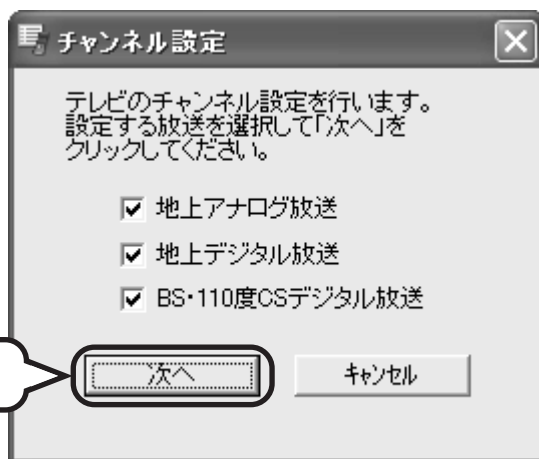 チャンネル設定
テレビのチャンネル設定を行います。
設定する放送を選択して「次へ」を
クリックしてください。
地上アナログ放送
地上デジタル放送
BS・110度CSデジタル放送
次へ
キャンセル